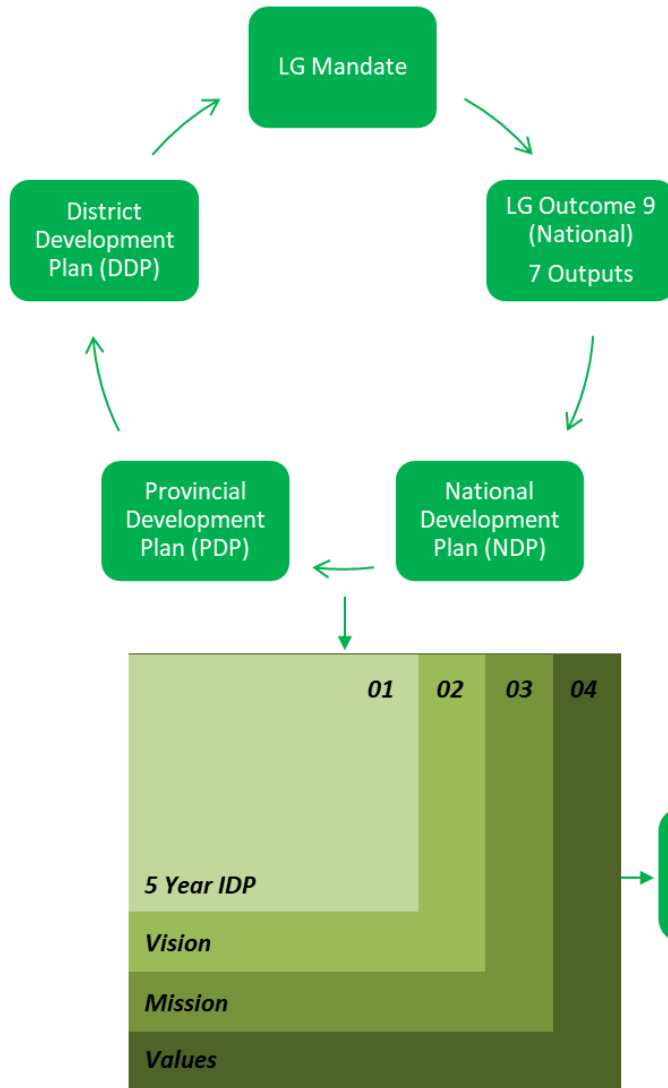 LG Mandate
LG Outcome 9
(National)
7 Outputs
National
Development
Plan (NDP)
Provincial
Development
Plan (PDP)
District
Development
Plan (DDP)
01
02
03
04
5 Year IDP
Vision
Mission
Values